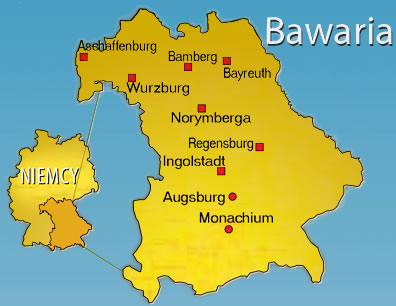 Bawaria
Aschaffenburg
Bamberg
Bayreuth
Wurzburg
Norymberga
Regensburg
Ingolstadt
NIEMCY
Augsburg
Monachium